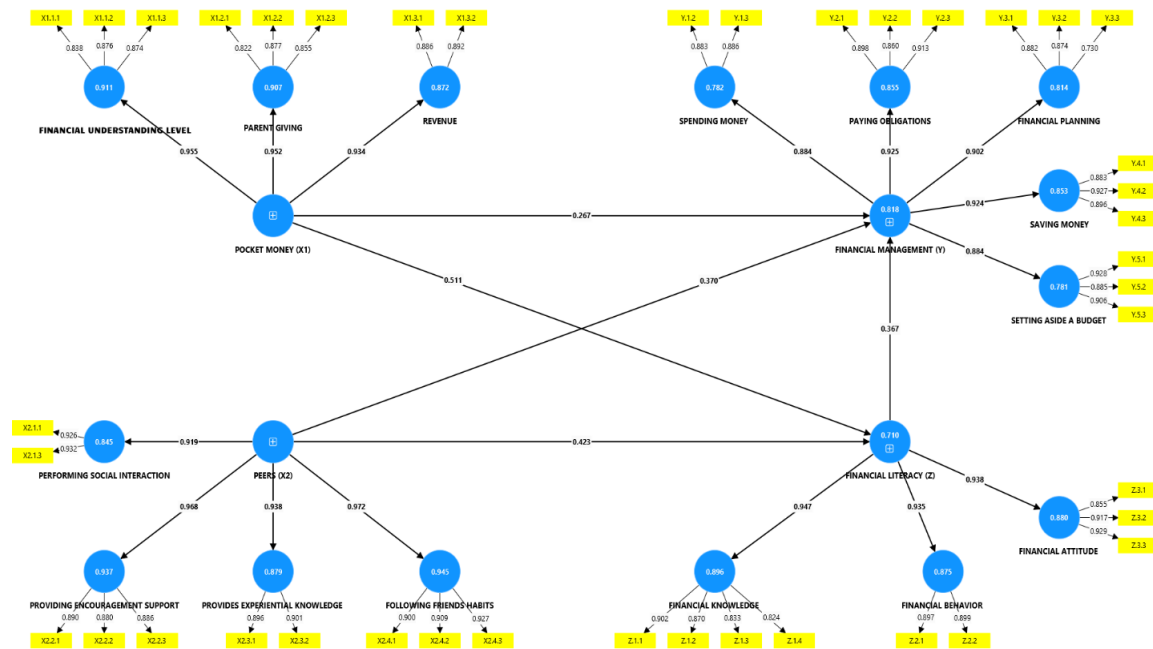 X1.1.1 X1.1.2 X1.1.3 X1.2.1 X1.2.2 X1.2.3 X1.3.1 X1.3.2 Y.1.2 Y.1.3 Y.2.1 Y.2.2 Y.2.3 Y.3.1 Y.3.2 Y.3.3
0.838 0.876 0.874 0.822 0.877 0.855 0.886 0.892 0.883 0.886 0.898 0.860 0.913 0.882 0.874 0.730
0.911 0.907 0.872 0.782 0.855 0.814
FINANCIAL UNDERSTANDING LEVEL PARENT GIVING REVENUE SPENDING MONEY PAYING OBLIGATIONS FINANCIAL PLANNING
0.955 0.952 0.934 0.884 0.925 0.902
Y.4.1
0.883
0.853 0.927 Y.4.2
0.924 0.896
Y.4.3
SAVING MONEY
0.267 0.818
POCKET MONEY (X1) FINANCIAL MANAGEMENT (Y)
0.884
Y.5.1
0.928
0.781 0.885 Y.5.2
0.906
Y.5.3
SETTING ASIDE A BUDGET
0.511 0.370
0.367
X2.1.1
0.926
0.845 0.919 0.423 0.710
0.932
X2.1.3
PERFORMING SOCIAL INTERACTION PEERS (X2) FINANCIAL LITERACY (Z)
0.968 0.938 0.972 0.947 0.935 0.938
Z.3.1
0.855
0.880 0.917 Z.3.2
0.929
Z.3.3
FINANCIAL ATTITUDE
0.937 0.879 0.945 0.896 0.875
PROVIDING ENCOURAGEMENT SUPPORT PROVIDES EXPERIENTIAL KNOWLEDGE FOLLOWING FRIENDS HABITS FINANCIAL KNOWLEDGE FINANCIAL BEHAVIOR
0.890 0.880 0.886 0.896 0.901 0.900 0.909 0.927 0.902 0.870 0.833 0.824 0.897 0.899
X2.2.1 X2.2.2 X2.2.3 X2.3.1 X2.3.2 X2.4.1 X2.4.2 X2.4.3 Z.1.1 Z.1.2 Z.1.3 Z.1.4 Z.2.1 Z.2.2